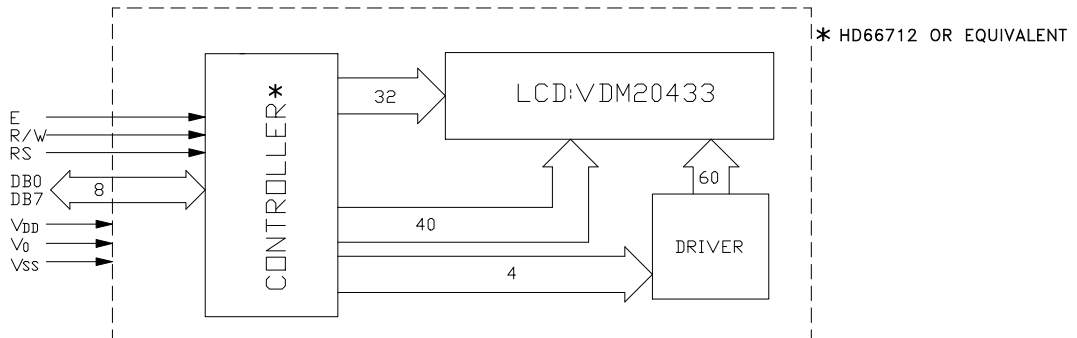 * HD66712 OR EQUIVALENT
LCD:VDM20433
32
CONTROLLER*
E
R/W
RS
DB0
DB7
8
60
VDD
V0
VSS
40
DRIVER
4